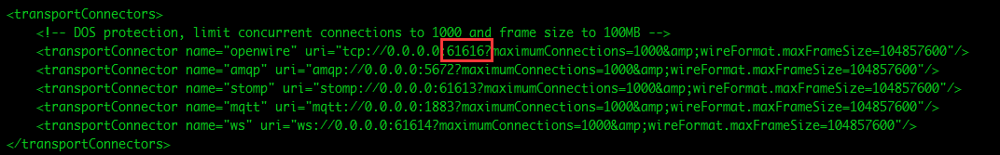 <transportConnectors>
<!-- DOS protection, limit concurrent connections to 1000 and frame size to 100MB -->
<transportConnector name="openwire" uri="tcp://0.0.0.0:61616?maximumConnections=1000&amp;wireFormat.maxFrameSize=104857600"/>
<transportConnector name="amqp" uri="amqp://0.0.0.0:5672?maximumConnections=1000&amp;wireFormat.maxFrameSize=104857600"/>
<transportConnector name="stomp" uri="stomp://0.0.0.0:61613?maximumConnections=1000&amp;wireFormat.maxFrameSize=104857600"/>
<transportConnector name="mqtt" uri="mqtt://0.0.0.0:1883?maximumConnections=1000&amp;wireFormat.maxFrameSize=104857600"/>
<transportConnector name="ws" uri="ws://0.0.0.0:61614?maximumConnections=1000&amp;wireFormat.maxFrameSize=104857600"/>
</transportConnectors>